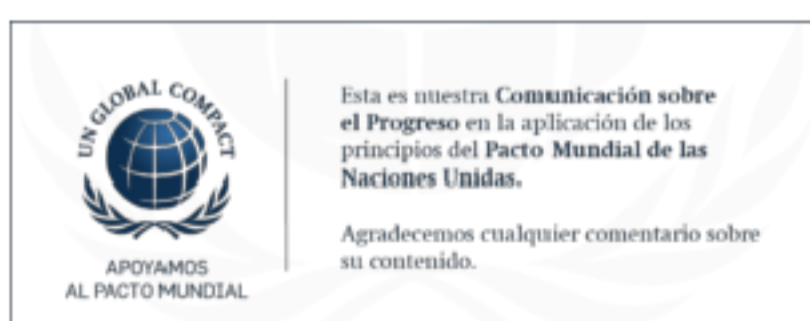 UN GLOBAL COMPACT
APOYAMOS
AL PACTO MUNDIAL
Esta es nuestra Comunicación sobre
el Progreso en la aplicación de los
principios del Pacto Mundial de las
Naciones Unidas.
Agradecemos cualquier comentario sobre
su contenido.